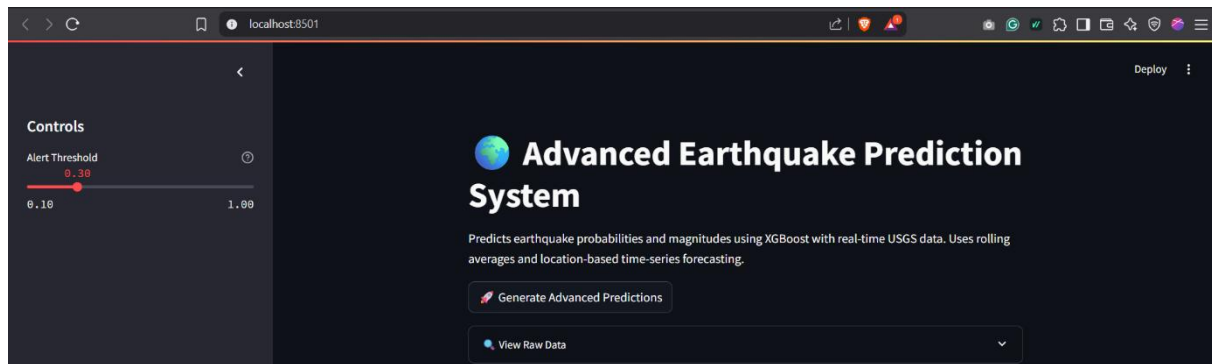 localhost:8501
Deploy
Controls
Alert Threshold
0.30
0.10 1.00
🌍 Advanced Earthquake Prediction
System
Predicts earthquake probabilities and magnitudes using XGBoost with real-time USGS data. Uses rolling
averages and location-based time-series forecasting.
🚀 Generate Advanced Predictions
🔍 View Raw Data